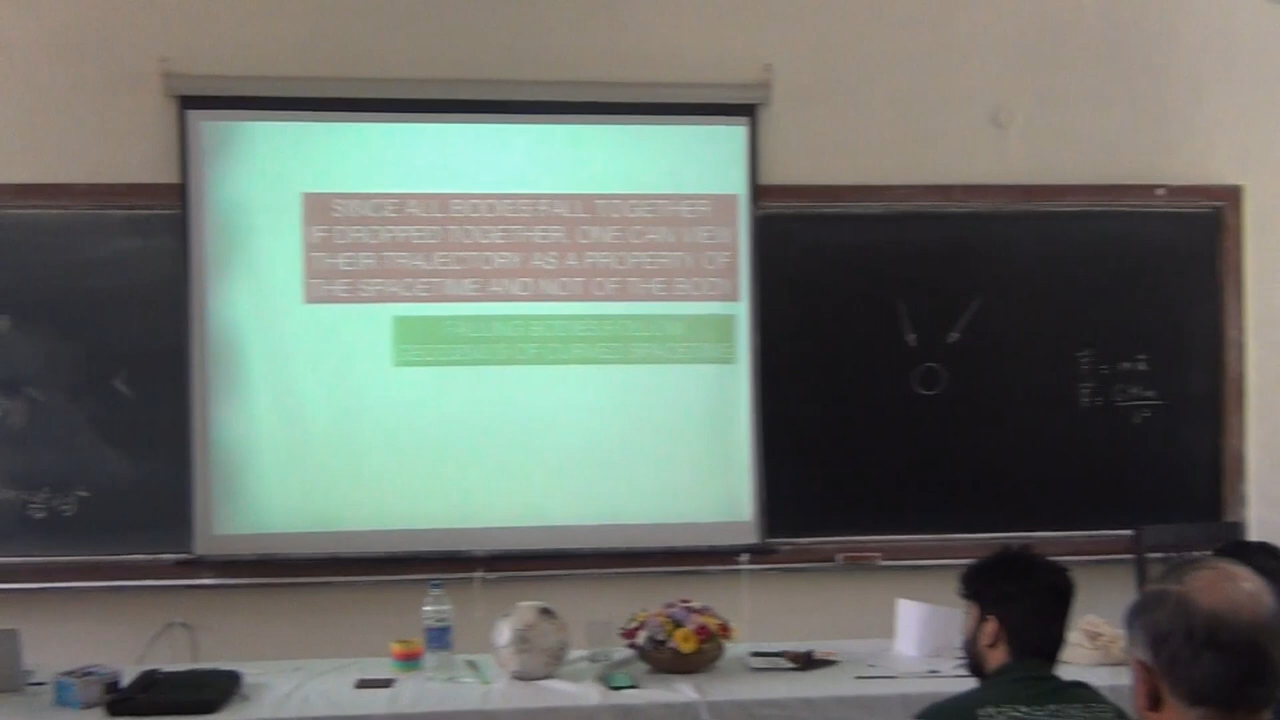 SINCE ALL BODIES FALL TOGETHER
IF DROPPED TOGETHER, ONE CAN VIEW
THEIR TRAJECTORY AS A PROPERTY OF
THE SPACETIME AND NOT OF THE BODY
FALLING BODIES FOLLOW
GEODESICS OF CURVED SPACETIME